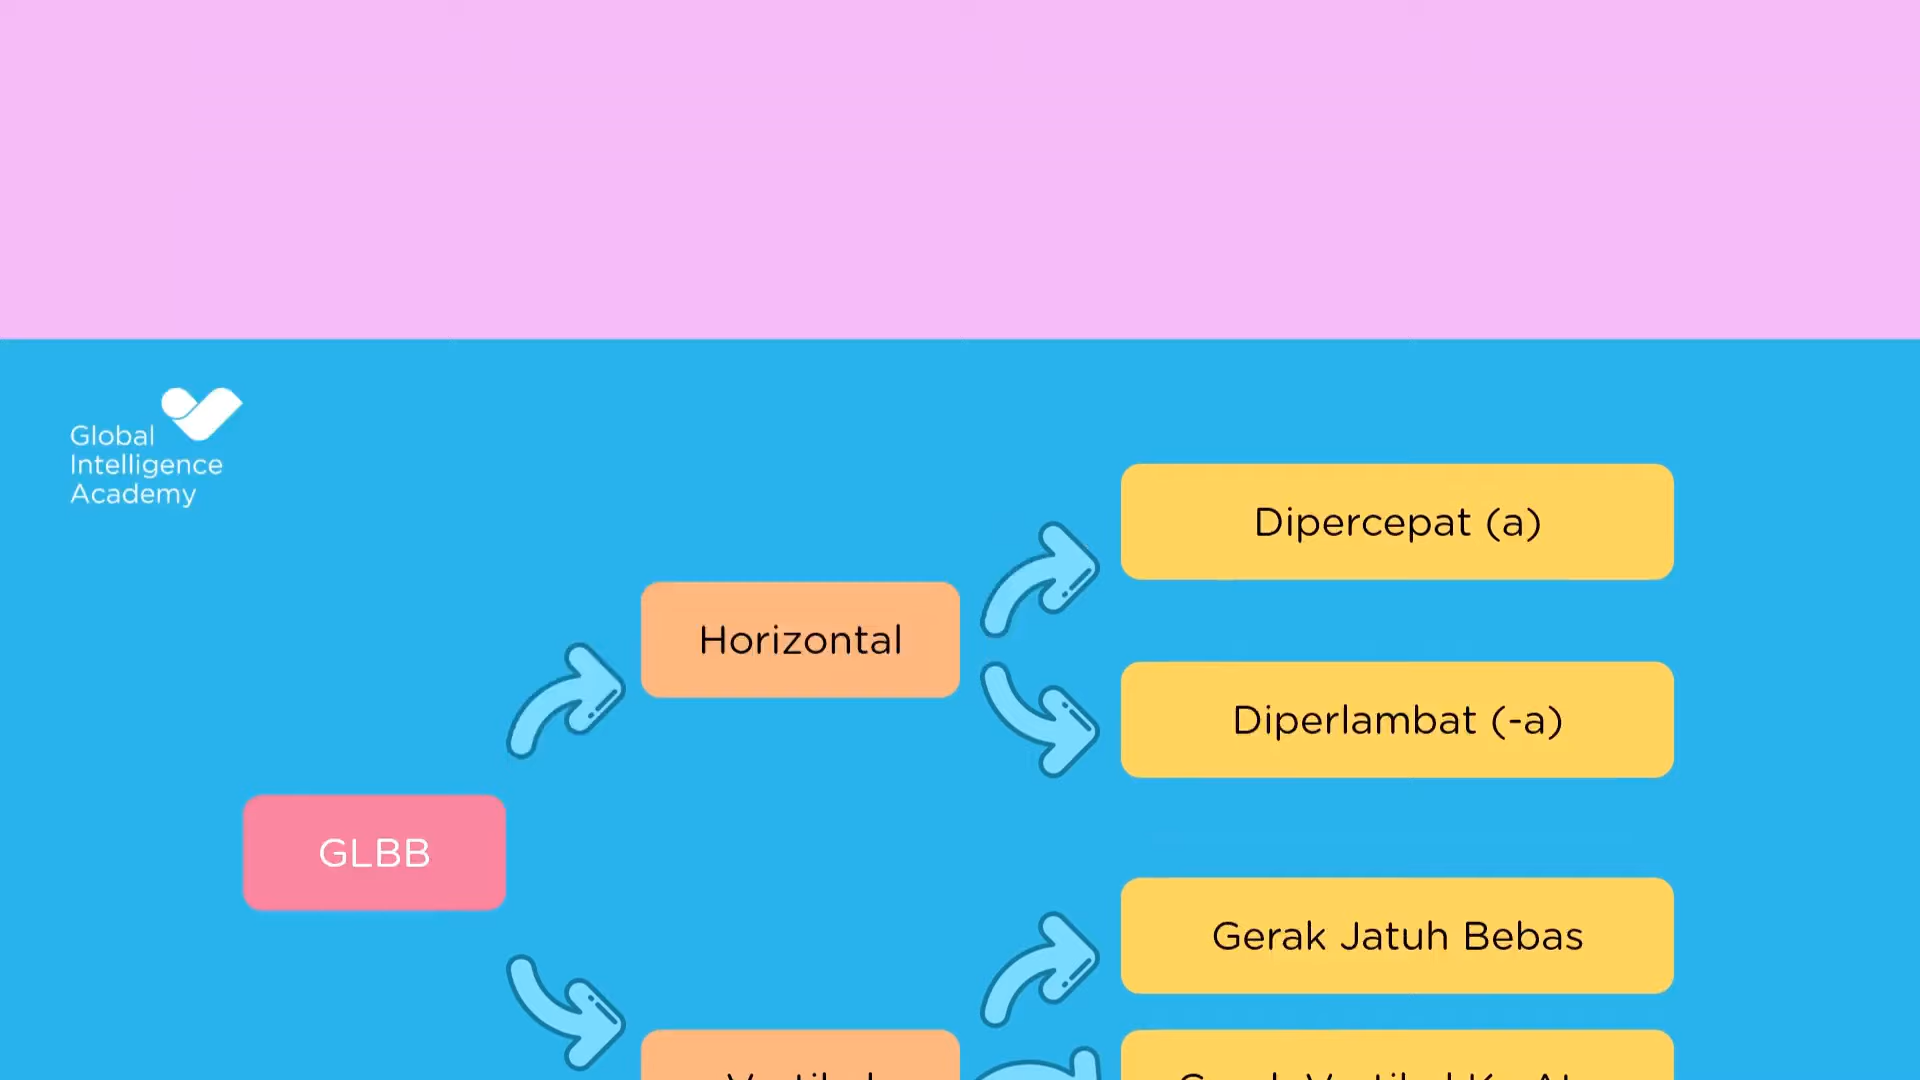 Global
Intelligence
Academy
Dipercepat (a)
Horizontal
Diperlambat (-a)
GLBB
Gerak Jatuh Bebas